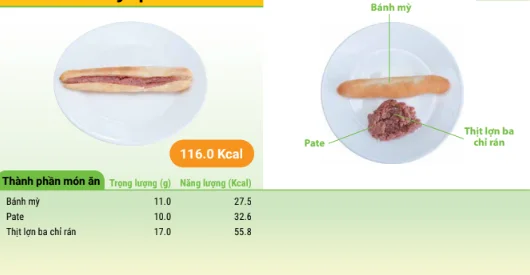 Bánh mỳ
116.0 Kcal
Pate
Thịt lợn ba
chỉ rán
Thành phần món ăn Trọng lượng (g) Năng lượng (Kcal)
Bánh mỳ 11.0 27.5
Pate 10.0 32.6
Thịt lợn ba chỉ rán 17.0 55.8